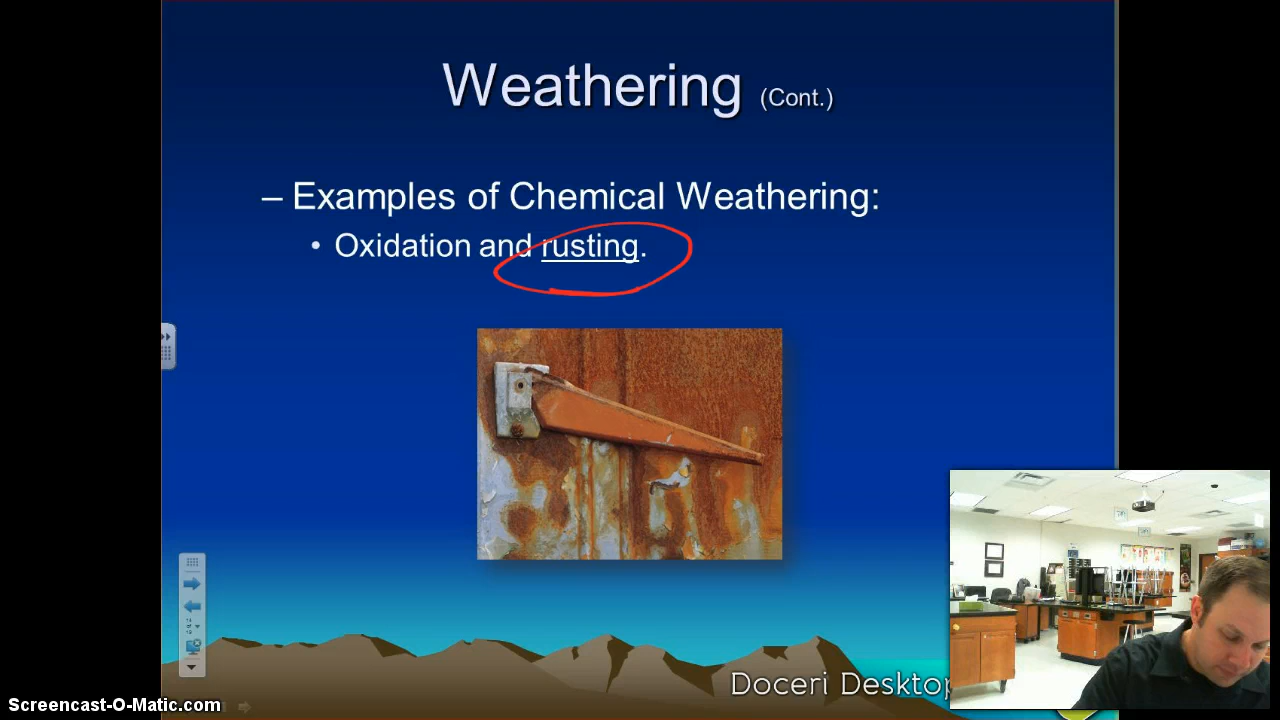 Weathering (Cont.)
– Examples of Chemical Weathering:
• Oxidation and rusting.
Doceri Desktop
Screencast-O-Matic.com